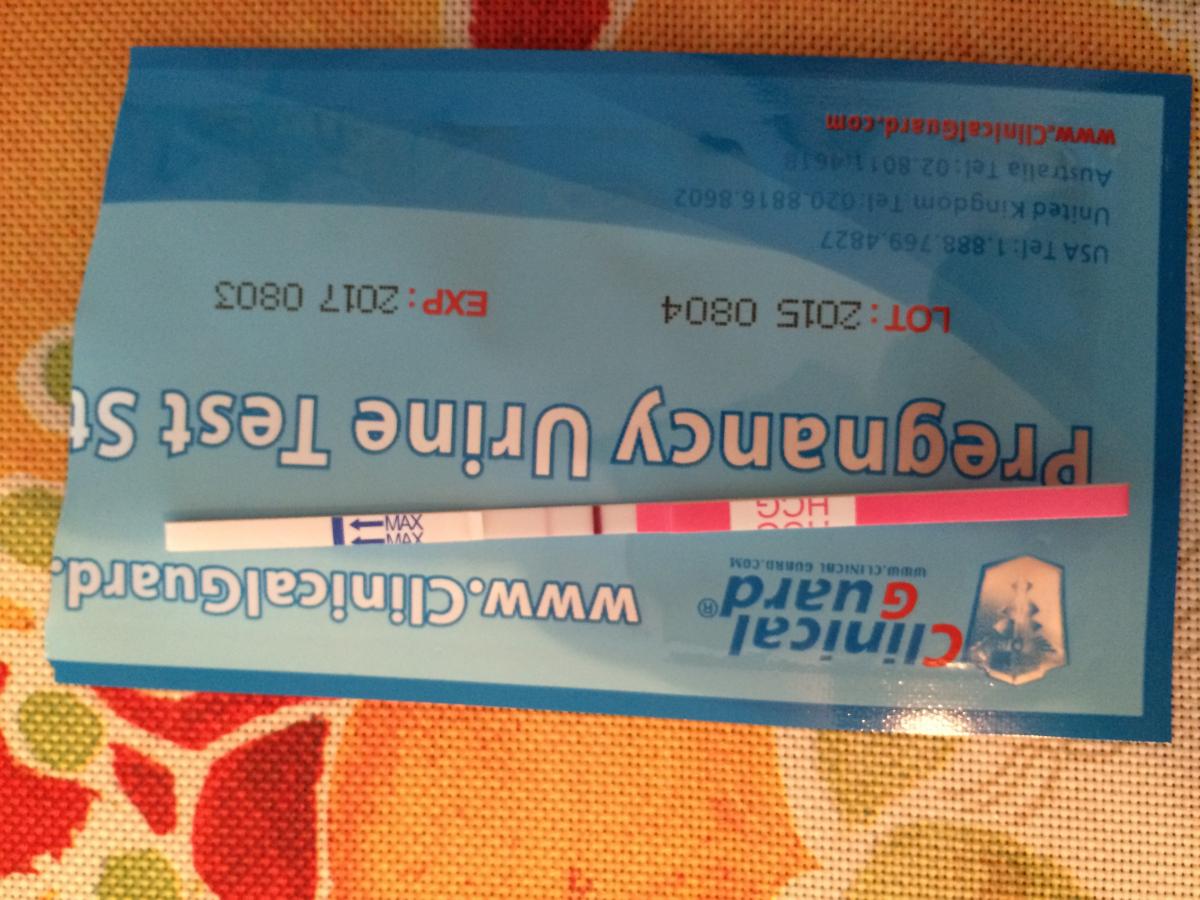 Clinical
Guard®
WWW.CLINICAL GUARD.COM
www.ClinicalGuard.
HCG
HCG
MAX
MAX
Pregnancy Urine Test St
LOT: 2015 0804
EXP: 2017 0803
USA Tel:1.888.769.4827
United Kingdom Tel:020.8816.8602
Australia Tel:02.8011.4618
www.ClinicalGuard.com